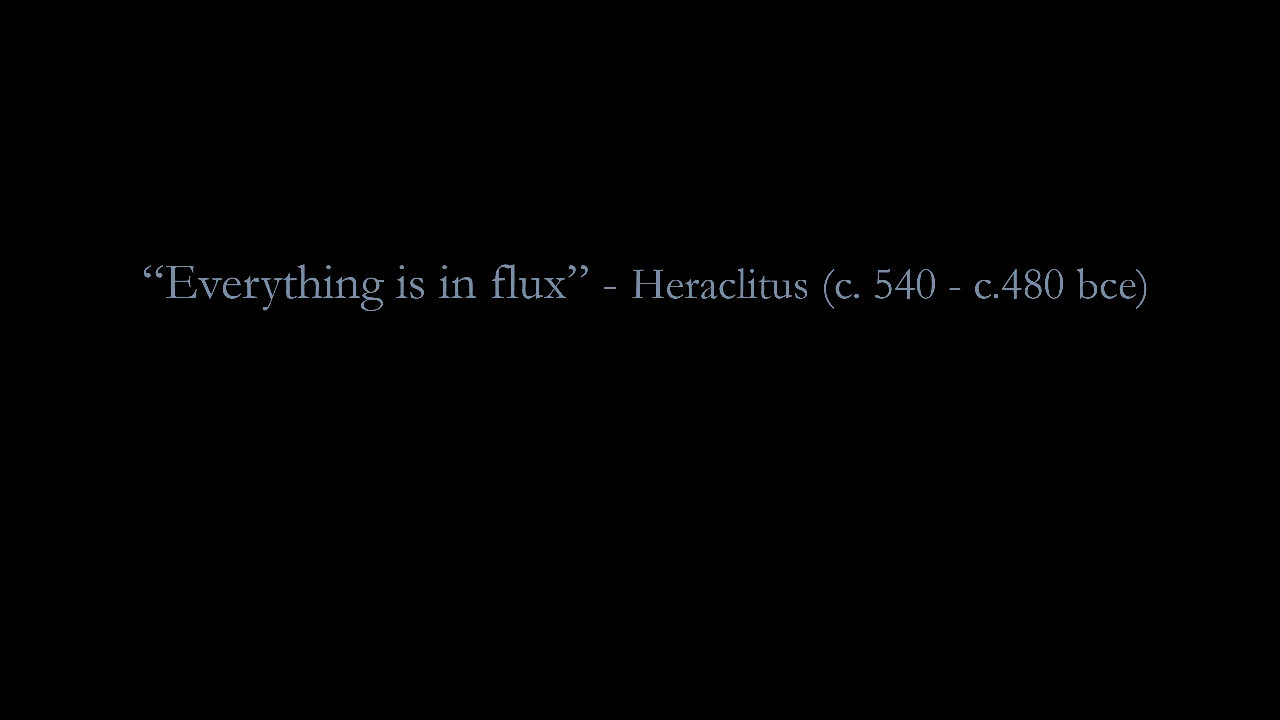 “Everything is in flux” - Heraclitus (c. 540 - c.480 bce)